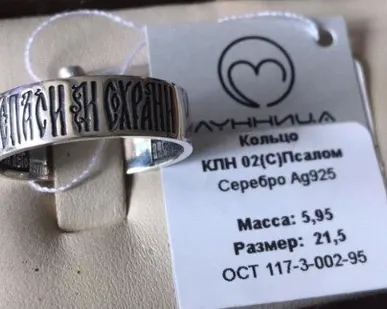 СПАСИ И СОХРАНИ
ЛУННИЦА
Кольцо
КЛН 02(С)Псалом
Серебро Ag925
Масса: 5,95
Размер: 21,5
ОСТ 117-3-002-95